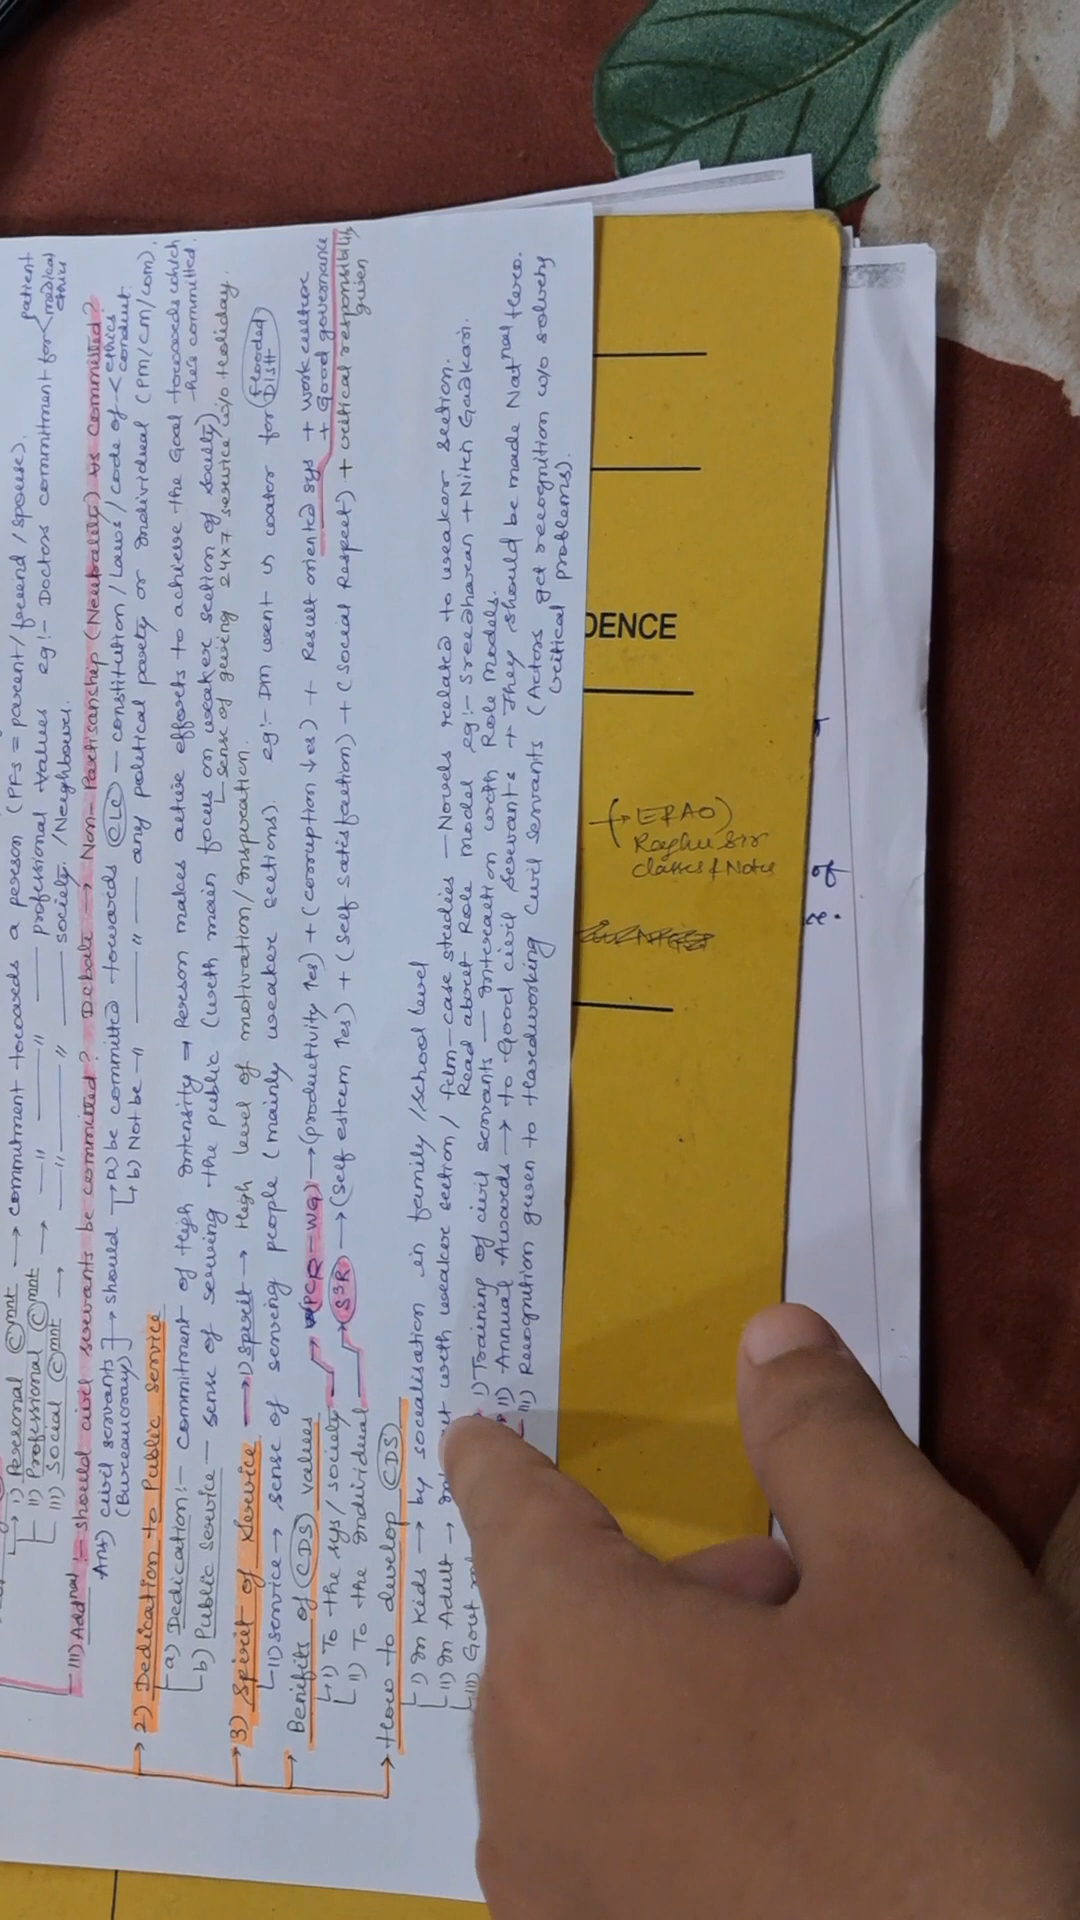 i) Personal Cmnt → commitment towards a person (PFS = parent/friend/spouse).
ii) Professional Cmnt → —"— —"— professional values eg:- Doctors commitment for < patient
medical ethics
iii) Social Cmnt → —"— —"— society/Neighbour.
iii) Addnal :- should civil servants be committed? Debate → Non-Partisanship (Neutrality) vs committed?
Ans) civil servants] → should → a) be committed towards CLC – constitution/Laws/code of < ethics
conduct
(Bureaucracy) b) Not be —"— —"— any political party or individual (PM/CM/Com).
2) Dedication to Public Service
a) Dedication:- commitment of High intensity → Person makes active efforts to achieve the Goal towards which
he's committed.
b) Public service – sense of serving the public (with main focus on weaker section of society)
sense of giving 24x7 service w/o Holiday.
3) Spirit of Service → i) Spirit → High level of motivation/inspiration.
ii) service → sense of serving people (mainly weaker sections) eg:- DM went in water for Flooded
Distt
Benifits of CDS values
i) To the sys/society → PCR-WG → (productivity ↑es) + (corruption ↓es) + Result oriented sys + work culture
+ Good governance
ii) To the individual → S³R → (self esteem ↑es) + (self satisfaction) + (Social Respect) + critical responsibility
given
How to develop CDS
i) In Kids → by socialisation in family/school level
ii) In Adult → with weaker section/film-case studies – Novels related to weaker section.
Read about Role model eg:- Sreedharan + Nitin Gadkari.
iii) Govt i) Training of civil servants – interaction with Role Models.
ii) Annual Awards → to Good civil servants → They should be made Natnal Hero.
iii) Recognition given to Hardworking civil servants (Actors get recognition w/o solving
critical problems).
DENCE
ERAO
Raghu Sir
classes & Notes